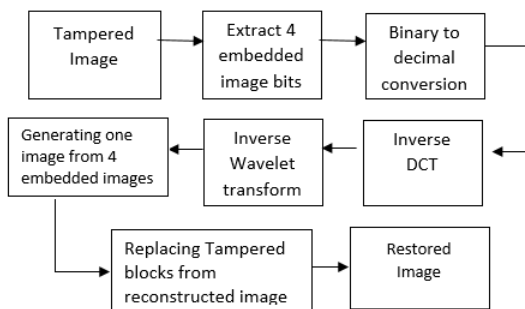 Tampered
Image
Extract 4
embedded
image bits
Binary to
decimal
conversion
Inverse
DCT
Inverse
Wavelet
transform
Generating one
image from 4
embedded images
Replacing Tampered
blocks from
reconstructed image
Restored
Image